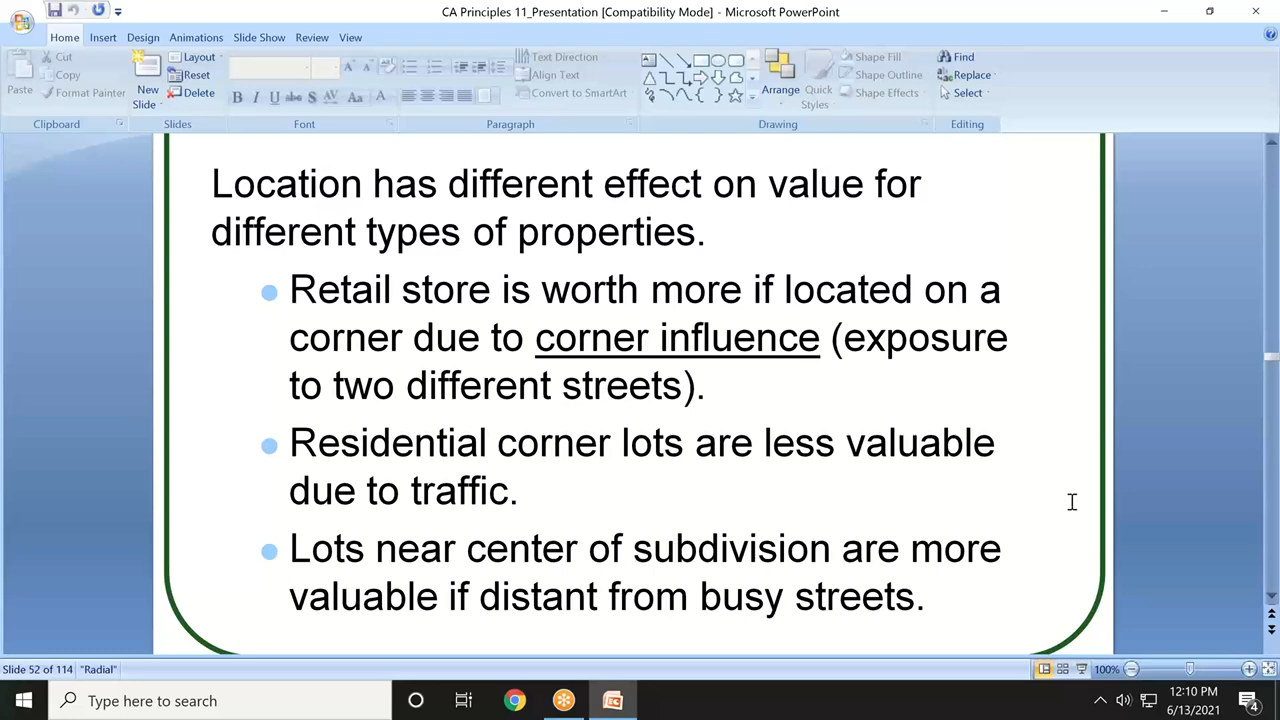 CA Principles 11_Presentation [Compatibility Mode] - Microsoft PowerPoint
Home Insert Design Animations Slide Show Review View
Paste
Cut
Copy
Format Painter
Clipboard
New
Slide
Layout
Reset
Delete
Slides
B I U abc S AV Aa A
Font
Text Direction
Align Text
Convert to SmartArt
Paragraph
Arrange
Quick
Styles
Shape Fill
Shape Outline
Shape Effects
Drawing
Find
Replace
Select
Editing
Location has different effect on value for
different types of properties.
Retail store is worth more if located on a
corner due to corner influence (exposure
to two different streets).
Residential corner lots are less valuable
due to traffic.
Lots near center of subdivision are more
valuable if distant from busy streets.
Slide 52 of 114 "Radial" 100%
Type here to search
12:10 PM
6/13/2021
4